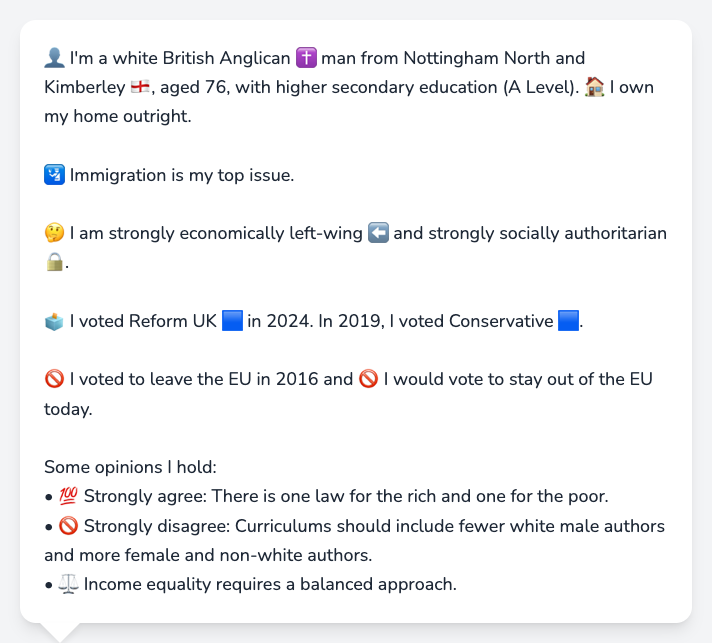 👤 I'm a white British Anglican ✝️ man from Nottingham North and
Kimberley 🏴󠁧󠁢󠁥󠁮󠁧󠁿, aged 76, with higher secondary education (A Level). 🏠 I own
my home outright.
🛂 Immigration is my top issue.
🤔 I am strongly economically left-wing ⬅️ and strongly socially authoritarian
🔒.
🗳️ I voted Reform UK 🟦 in 2024. In 2019, I voted Conservative 🟦.
🚫 I voted to leave the EU in 2016 and 🚫 I would vote to stay out of the EU
today.
Some opinions I hold:
• 💯 Strongly agree: There is one law for the rich and one for the poor.
• 🚫 Strongly disagree: Curriculums should include fewer white male authors
and more female and non-white authors.
• ⚖️ Income equality requires a balanced approach.